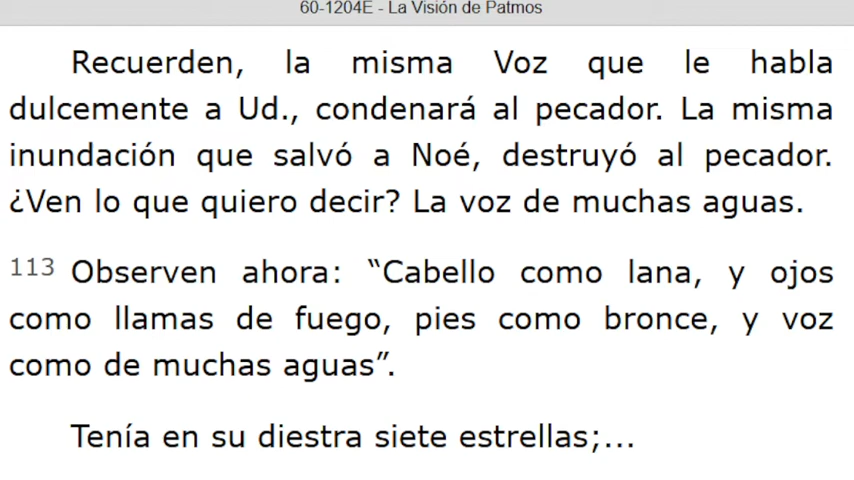 60-1204E - La Visión de Patmos
Recuerden, la misma Voz que le habla
dulcemente a Ud., condenará al pecador. La misma
inundación que salvó a Noé, destruyó al pecador.
¿Ven lo que quiero decir? La voz de muchas aguas.
113 Observen ahora: “Cabello como lana, y ojos
como llamas de fuego, pies como bronce, y voz
como de muchas aguas”.
Tenía en su diestra siete estrellas;...